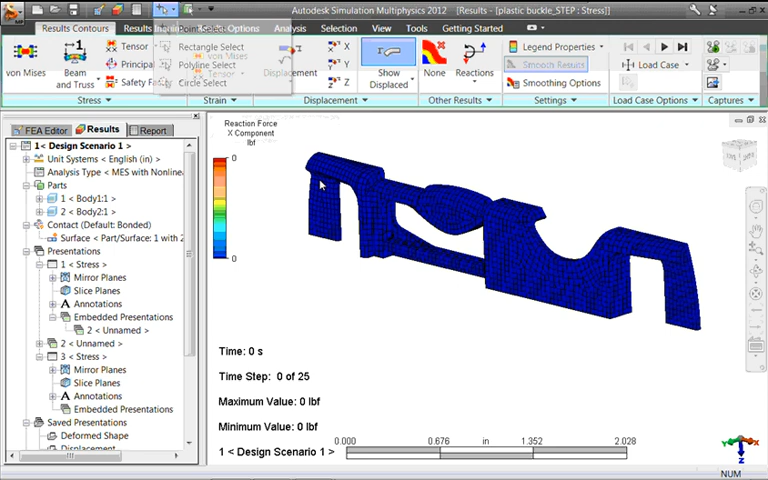 Autodesk Simulation Multiphysics 2012 [Results - [plastic buckle_STEP : Stress]]
Results Contours
Results Options
Analysis
Selection
View
Tools
Getting Started
Point Select
Rectangle Select
Polyline Select
Circle Select
von Mises
Beam
and Truss
Tensor
Principal
Safety Fa
von Mises
Tensor
Displacement
X
Y
Z
Show
Displaced
None
Reactions
Legend Properties
Smooth Results
Smoothing Options
Load Case
Stress
Strain
Displacement
Other Results
Settings
Load Case Options
Captures
FEA Editor
Results
Report
1< Design Scenario 1 >
Unit Systems < English (in) >
Analysis Type < MES with Nonline
Parts
1 < Body1:1 >
2 < Body2:1 >
Contact (Default: Bonded)
Surface < Part/Surface: 1 with 2
Presentations
1 < Stress >
Mirror Planes
Slice Planes
Annotations
Embedded Presentations
2 < Unnamed >
2 < Unnamed >
3 < Stress >
Mirror Planes
Slice Planes
Annotations
Embedded Presentations
Saved Presentations
Deformed Shape
Displacement
Reaction Force
X Component
lbf
0
0
Time: 0 s
Time Step: 0 of 25
Maximum Value: 0 lbf
Minimum Value: 0 lbf
1 < Design Scenario 1 >
0.000
0.676
in
1.352
2.028
X
Z
NUM